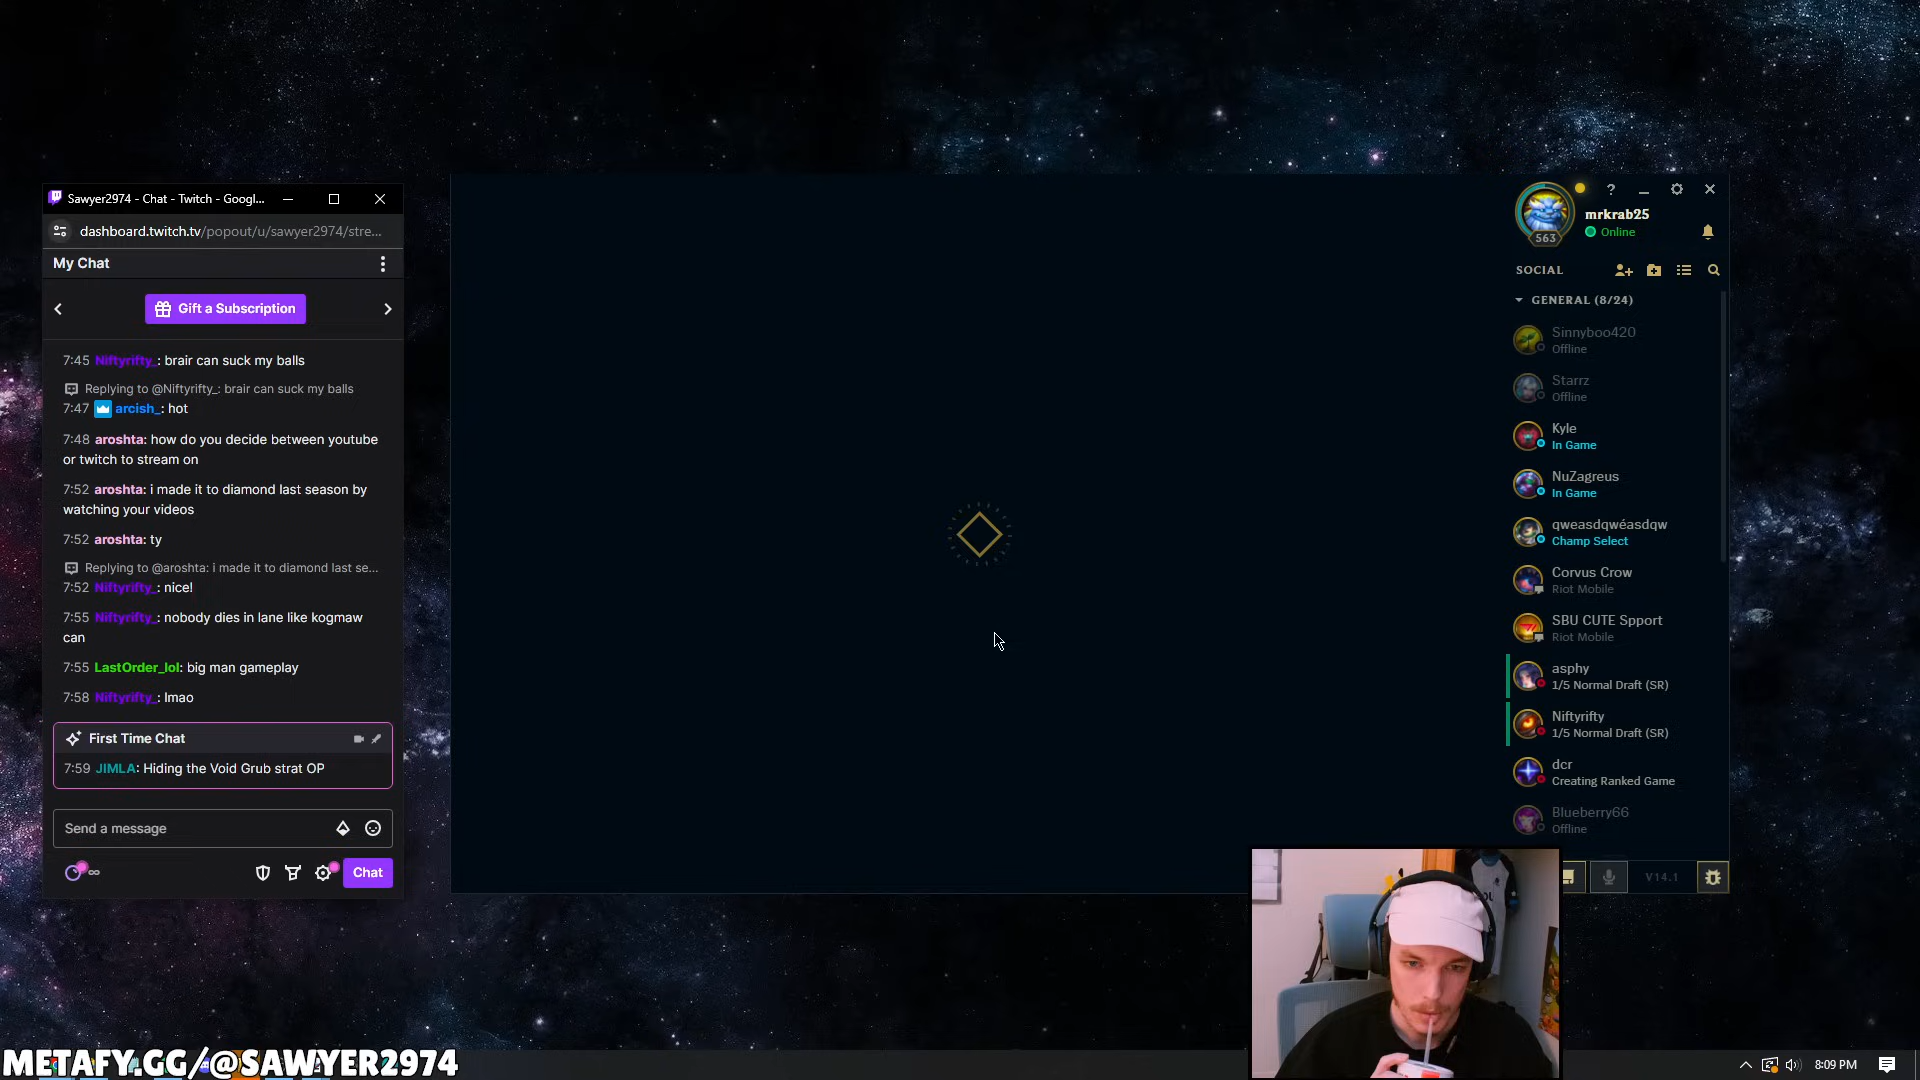 Sawyer2974 - Chat - Twitch - Googl...
dashboard.twitch.tv/popout/u/sawyer2974/stre...
My Chat
Gift a Subscription
7:45 Niftyrifty_: brair can suck my balls
Replying to @Niftyrifty_: brair can suck my balls
7:47 arcish_: hot
7:48 aroshta: how do you decide between youtube
or twitch to stream on
7:52 aroshta: i made it to diamond last season by
watching your videos
7:52 aroshta: ty
Replying to @aroshta: i made it to diamond last se...
7:52 Niftyrifty_: nice!
7:55 Niftyrifty_: nobody dies in lane like kogmaw
can
7:55 LastOrder_lol: big man gameplay
7:58 Niftyrifty_: lmao
First Time Chat
7:59 JIMLA: Hiding the Void Grub strat OP
Send a message
Chat
563
mrkrab25
Online
SOCIAL
GENERAL (8/24)
Sinnyboo420
Offline
Starrz
Offline
Kyle
In Game
NuZagreus
In Game
qweasdqwéasdqw
Champ Select
Corvus Crow
Riot Mobile
SBU CUTE Spport
Riot Mobile
asphy
1/5 Normal Draft (SR)
Niftyrifty
1/5 Normal Draft (SR)
dcr
Creating Ranked Game
Blueberry66
Offline
V14.1
METAFY.GG/@SAWYER2974
8:09 PM